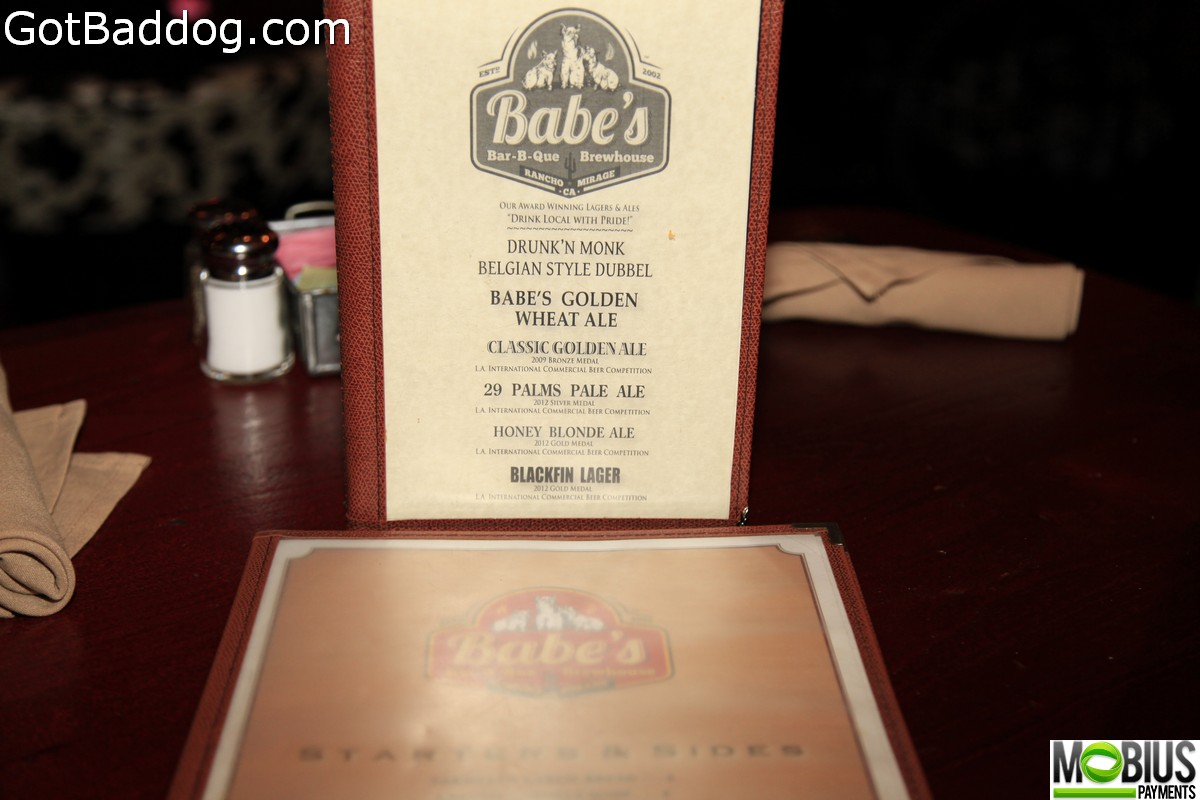 GotBaddog.com
ESTD 2002
Babe's
Bar-B-Que Brewhouse
RANCHO MIRAGE
CA
OUR AWARD WINNING LAGERS & ALES
"DRINK LOCAL WITH PRIDE!"
DRUNK'N MONK
BELGIAN STYLE DUBBEL
BABE'S GOLDEN
WHEAT ALE
CLASSIC GOLDEN ALE
2009 BRONZE MEDAL
L.A. INTERNATIONAL COMMERCIAL BEER COMPETITION
29 PALMS PALE ALE
2012 SILVER MEDAL
L.A. INTERNATIONAL COMMERCIAL BEER COMPETITION
HONEY BLONDE ALE
2012 GOLD MEDAL
L.A. INTERNATIONAL COMMERCIAL BEER COMPETITION
BLACKFIN LAGER
2012 GOLD MEDAL
L.A. INTERNATIONAL COMMERCIAL BEER COMPETITION
Babe's
Brewhouse
STARTERS & SIDES
MOBIUS
PAYMENTS